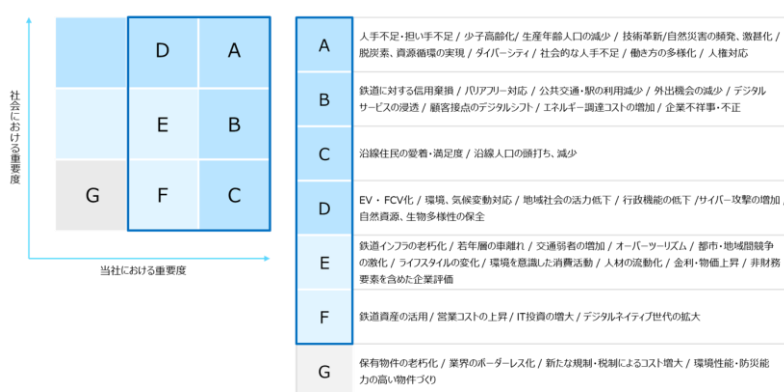 社会における重要度
D
A
E
B
G
F
C
当社における重要度
A
人手不足・担い手不足 / 少子高齢化/ 生産年齢人口の減少 / 技術革新/自然災害の頻発、激甚化 /
脱炭素、資源循環の実現 / ダイバーシティ / 社会的な人手不足 / 働き方の多様化 / 人権対応
B
鉄道に対する信用棄損 / バリアフリー対応 / 公共交通・駅の利用減少 / 外出機会の減少 / デジタル
サービスの浸透 / 顧客接点のデジタルシフト / エネルギー調達コストの増加 / 企業不祥事・不正
C
沿線住民の愛着・満足度 / 沿線人口の頭打ち、減少
D
EV・FCV化 / 環境、気候変動対応 / 地域社会の活力低下 / 行政機能の低下 /サイバー攻撃の増加 /
自然資源、生物多様性の保全
E
鉄道インフラの老朽化 / 若年層の車離れ / 交通弱者の増加 / オーバーツーリズム / 都市・地域間競争
の激化 / ライフスタイルの変化 / 環境を意識した消費活動 / 人材の流動化 / 金利・物価上昇 / 非財務
要素を含めた企業評価
F
鉄道資産の活用 / 営業コストの上昇 / IT投資の増大 / デジタルネイティブ世代の拡大
G
保有物件の老朽化 / 業界のボーダーレス化 / 新たな規制・税制によるコスト増大 / 環境性能・防災能
力の高い物件づくり